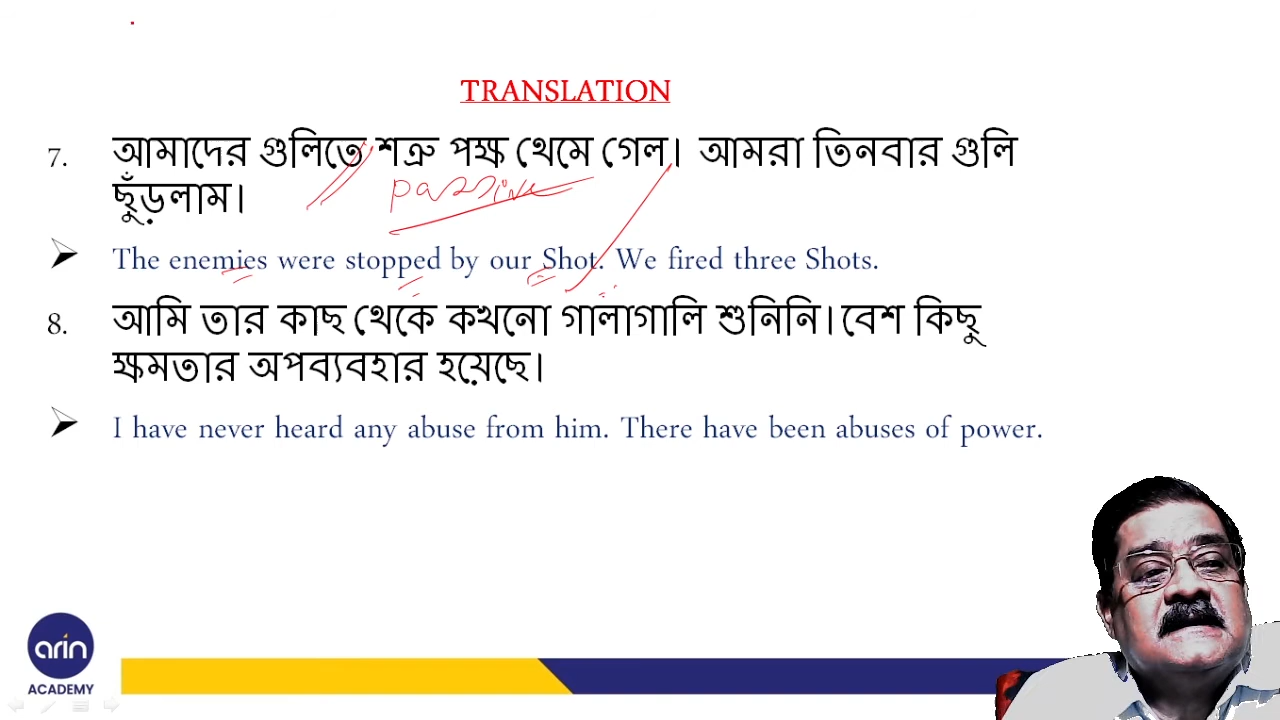 TRANSLATION
7. আমাদের গুলিতে শত্রু পক্ষ থেমে গেল। আমরা তিনবার গুলি
ছুঁড়লাম।
passive
The enemies were stopped by our Shot. We fired three Shots.
8. আমি তার কাছ থেকে কখনো গালাগালি শুনিনি। বেশ কিছু
ক্ষমতার অপব্যবহার হয়েছে।
I have never heard any abuse from him. There have been abuses of power.
arin
ACADEMY